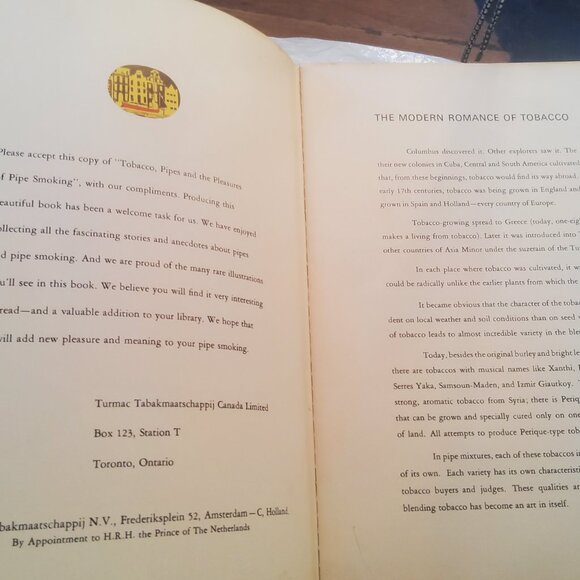 Please accept this copy of "Tobacco, Pipes and the Pleasures
of Pipe Smoking", with our compliments. Producing this
beautiful book has been a welcome task for us. We have enjoyed
collecting all the fascinating stories and anecdotes about pipes
pipe smoking. And we are proud of the many rare illustrations
you'll see in this book. We believe you will find it very interesting
read—and a valuable addition to your library. We hope that
will add new pleasure and meaning to your pipe smoking.
Turmac Tabakmaatschappij Canada Limited
Box 123, Station T
Toronto, Ontario
bakmaatschappij N.V., Frederiksplein 52, Amsterdam—C, Holland.
By Appointment to H.R.H. the Prince of The Netherlands
THE MODERN ROMANCE OF TOBACCO
Columbus discovered it. Other explorers saw it. The
their new colonies in Cuba, Central and South America cultivated
that, from these beginnings, tobacco would find its way abroad.
early 17th centuries, tobacco was being grown in England and
grown in Spain and Holland—every country of Europe.
Tobacco-growing spread to Greece (today, one-eig
makes a living from tobacco). Later it was introduced into
other countries of Asia Minor under the suzerain of the Tu
In each place where tobacco was cultivated, it w
could be radically unlike the earlier plants from which the
It became obvious that the character of the toba
dent on local weather and soil conditions than on seed v
of tobacco leads to almost incredible variety in the blen
Today, besides the original burley and bright le
there are tobaccos with musical names like Xanthi,
Serres Yaka, Samsoun-Maden, and Izmir Giautkoy.
strong, aromatic tobacco from Syria; there is Periq
that can be grown and specially cured only on one
of land. All attempts to produce Perique-type tob
In pipe mixtures, each of these tobaccos i
of its own. Each variety has its own characteristi
tobacco buyers and judges. These qualities ar
blending tobacco has become an art in itself.